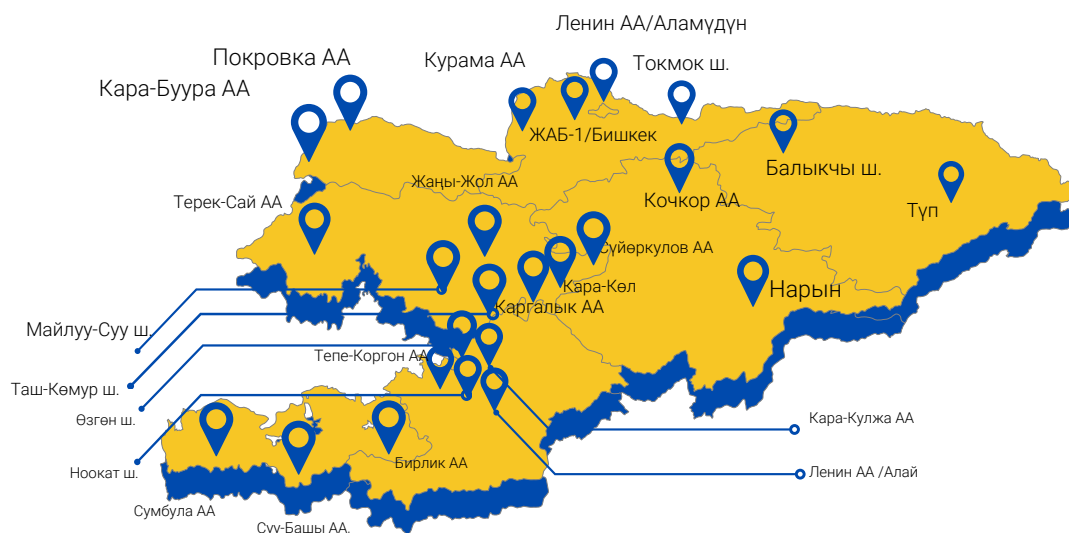 Ленин АА/Аламүдүн
Покровка АА
Курама АА
Токмок ш.
Кара-Буура АА
ЖАБ-1/Бишкек
Балыкчы ш.
Жаңы-Жол АА
Терек-Сай АА
Кочкор АА
Түп
Сүйөркулов АА
Кара-Көл
Нарын
Каргалык АА
Майлуу-Суу ш.
Тепе-Коргон АА
Таш-Көмур ш.
Өзгөн ш.
Кара-Кулжа АА
Бирлик АА
Ноокат ш.
Ленин АА /Алай
Сумбула АА
Суу-Башы АА.